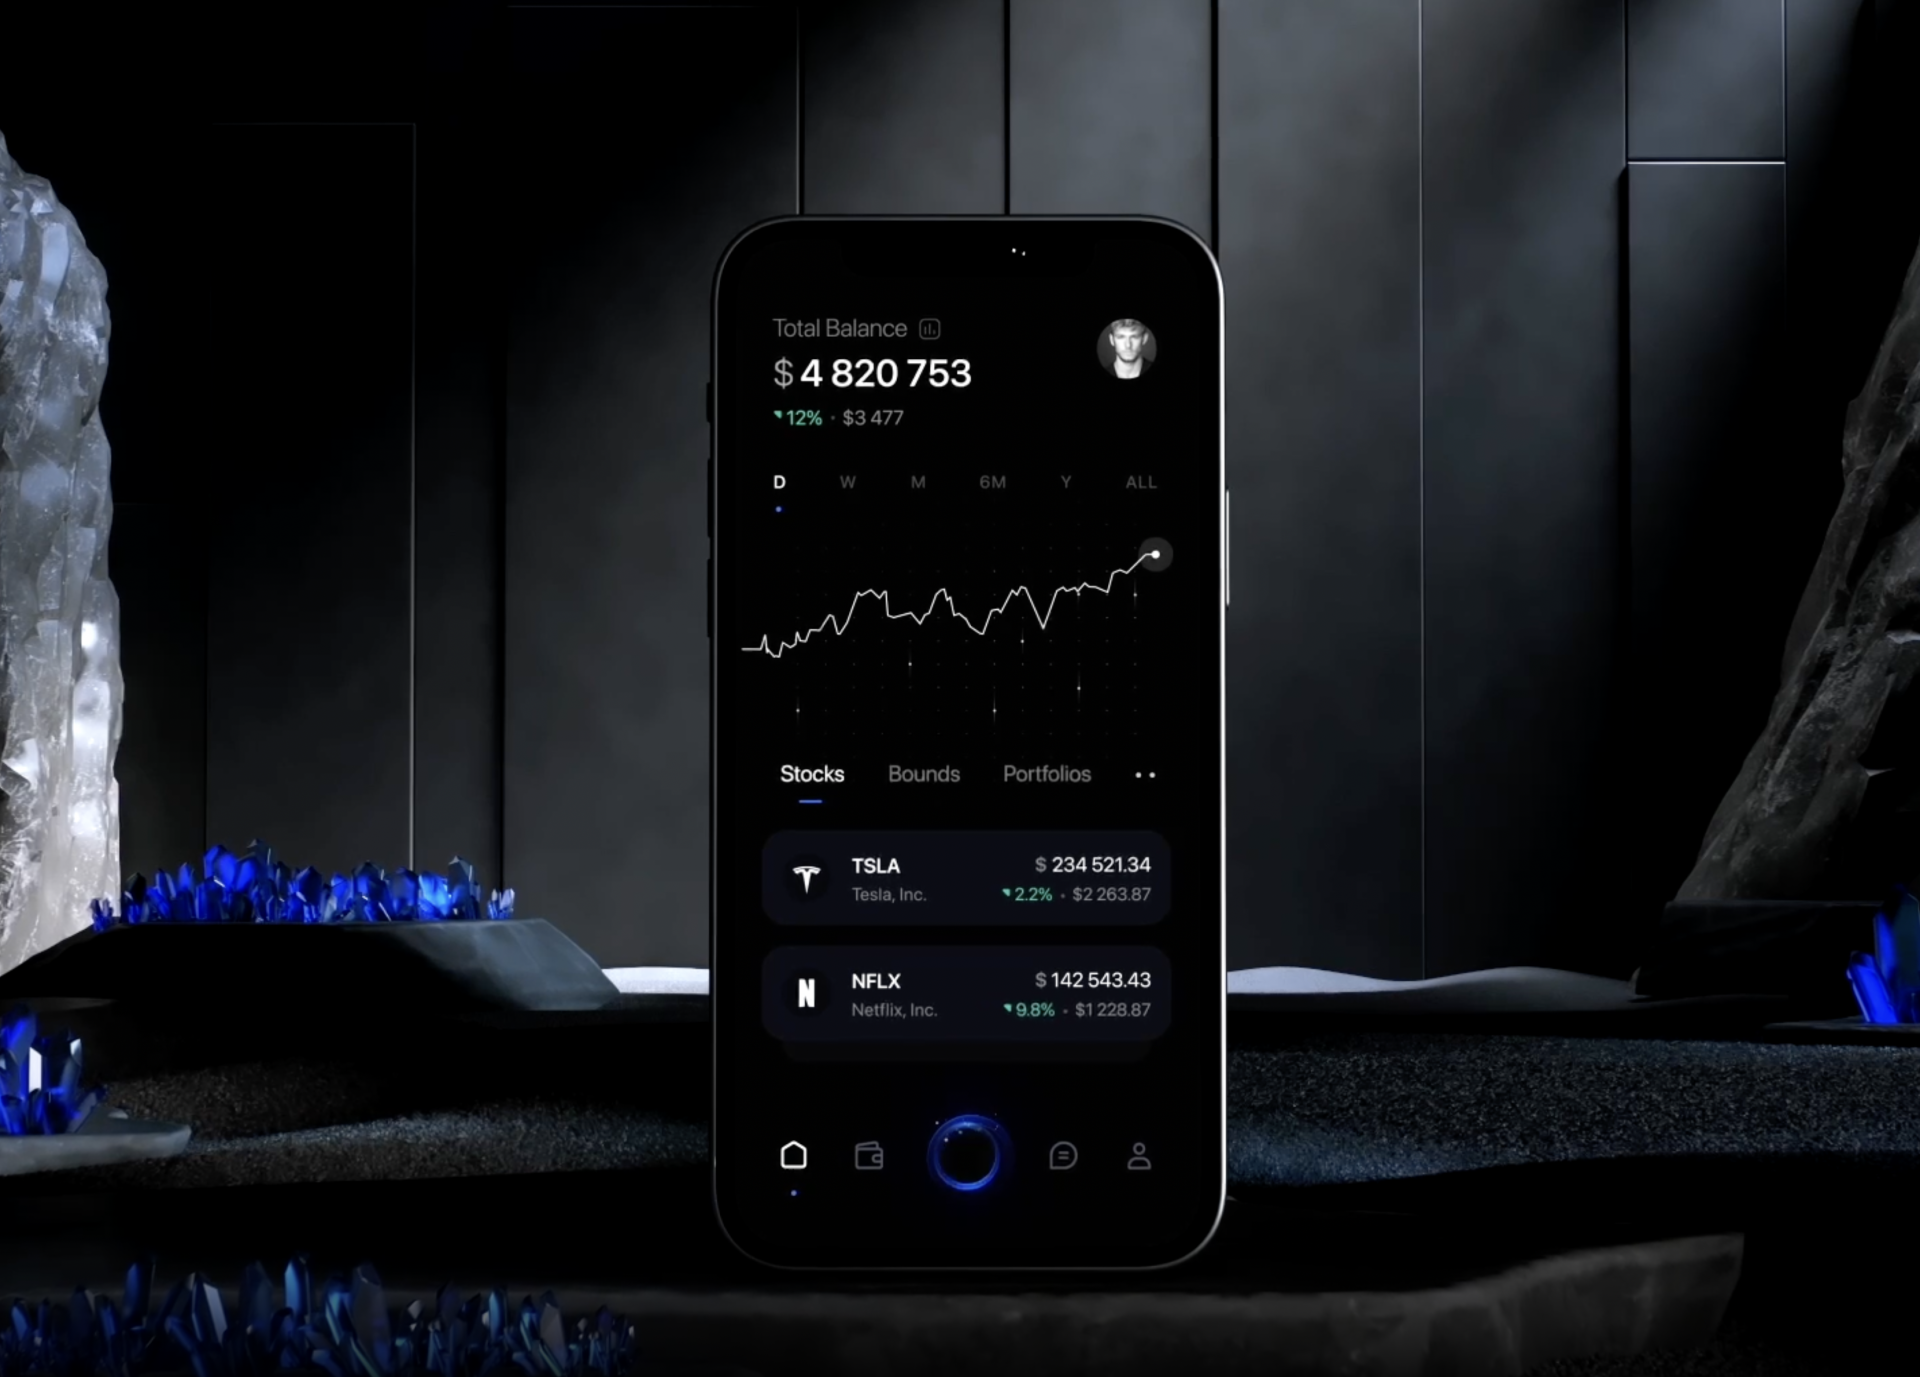 Total Balance
$ 4 820 753
12% • $3 477
D W M 6M Y ALL
Stocks Bounds Portfolios
TSLA $ 234 521.34
Tesla, Inc. 2.2% • $2 263.87
N NFLX $ 142 543.43
Netflix, Inc. 9.8% • $1 228.87